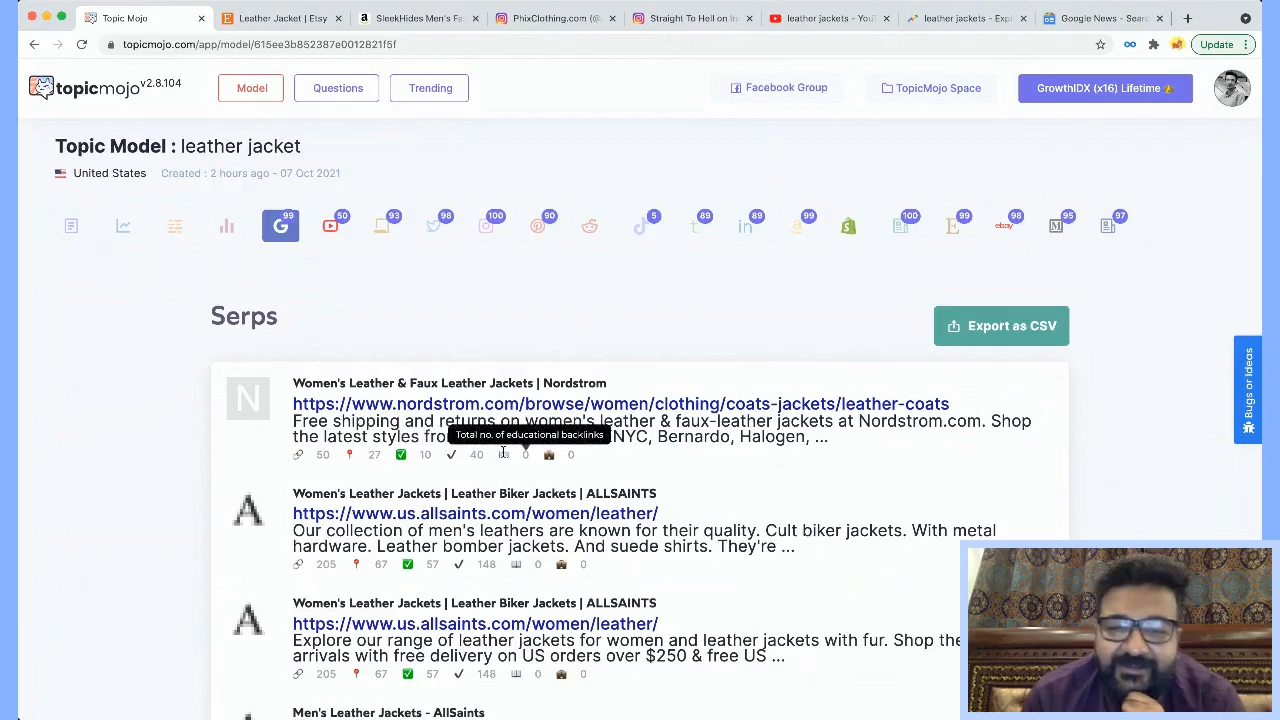 Topic Mojo
Leather Jacket | Etsy
SleekHides Men's Fa
PhixClothing.com (@
Straight To Hell on Ins
leather jackets - YouT
leather jackets - Expl
Google News - Searc
topicmojo.com/app/model/615ee3b852387e0012821f5f
Update
topicmojo v2.8.104
Model
Questions
Trending
Facebook Group
TopicMojo Space
GrowthIDX (x16) Lifetime
Topic Model : leather jacket
United States Created : 2 hours ago - 07 Oct 2021
99 50 93 98 100 90 5 89 89 99 100 99 98 95 97
Serps
Export as CSV
Bugs or Ideas
Women's Leather & Faux Leather Jackets | Nordstrom
https://www.nordstrom.com/browse/women/clothing/coats-jackets/leather-coats
Free shipping and returns on women's leather & faux-leather jackets at Nordstrom.com. Shop
the latest styles NYC, Bernardo, Halogen, ...
Total no. of educational backlinks
50 27 10 40 0 0
Women's Leather Jackets | Leather Biker Jackets | ALLSAINTS
https://www.us.allsaints.com/women/leather/
Our collection of men's leathers are known for their quality. Cult biker jackets. With metal
hardware. Leather bomber jackets. And suede shirts. They're ...
205 67 57 148 0 0
Women's Leather Jackets | Leather Biker Jackets | ALLSAINTS
https://www.us.allsaints.com/women/leather/
Explore our range of leather jackets for women and leather jackets with fur. Shop the
arrivals with free delivery on US orders over $250 & free US ...
205 67 57 148 0 0
Men's Leather Jackets - AllSaints